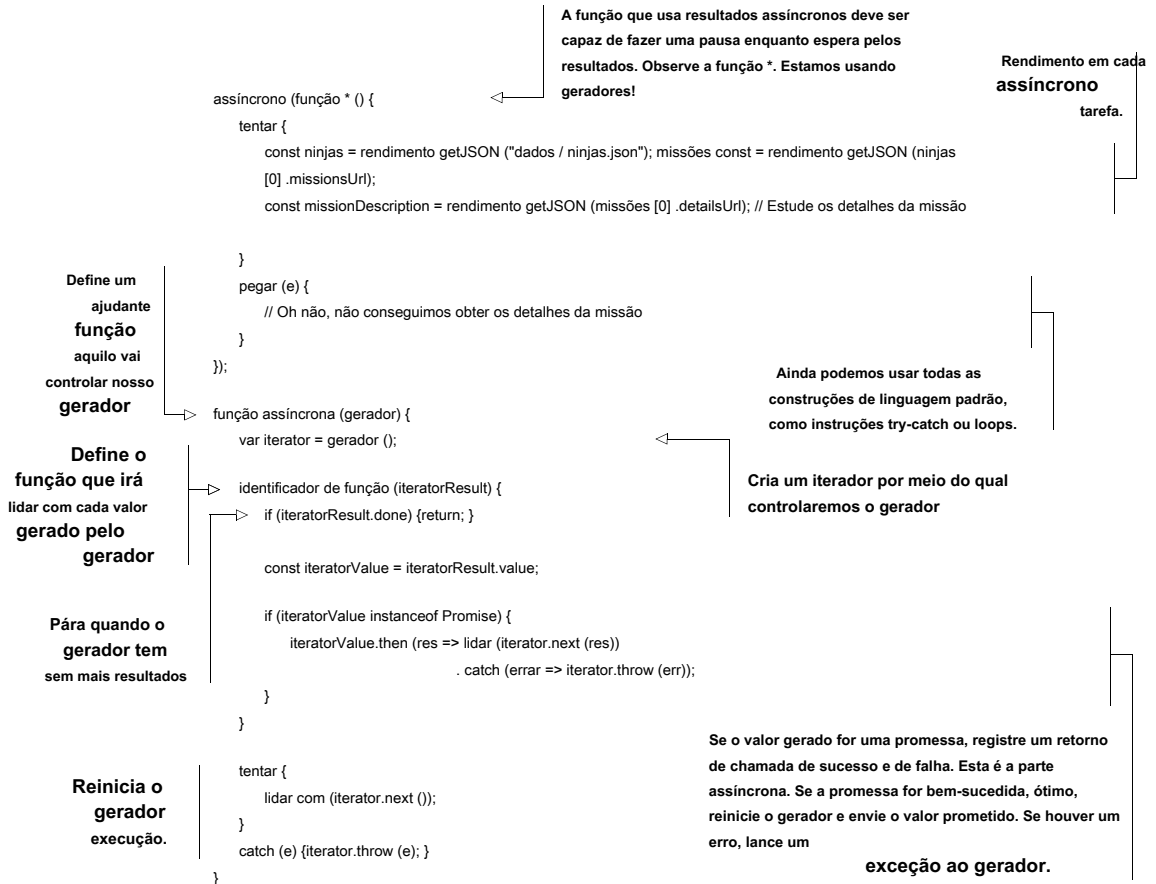 A função que usa resultados assíncronos deve ser
capaz de fazer uma pausa enquanto espera pelos
resultados. Observe a função *. Estamos usando
geradores!
Rendimento em cada
assíncrono
tarefa.
assíncrono (função * () {
tentar {
const ninjas = rendimento getJSON ("dados / ninjas.json"); missões const = rendimento getJSON (ninjas
[0] .missionsUrl);
const missionDescription = rendimento getJSON (missões [0] .detailsUrl); // Estude os detalhes da missão
}
pegar (e) {
// Oh não, não conseguimos obter os detalhes da missão
}
});
Define um
ajudante
função
aquilo vai
controlar nosso
gerador
Ainda podemos usar todas as
construções de linguagem padrão,
como instruções try-catch ou loops.
função assíncrona (gerador) {
var iterator = gerador ();
Cria um iterador por meio do qual
controlaremos o gerador
Define o
função que irá
lidar com cada valor
gerado pelo
gerador
identificador de função (iteratorResult) {
if (iteratorResult.done) {return; }
const iteratorValue = iteratorResult.value;
Pára quando o
gerador tem
sem mais resultados
if (iteratorValue instanceof Promise) {
iteratorValue.then (res => lidar (iterator.next (res))
. catch (errar => iterator.throw (err));
}
}
Se o valor gerado for uma promessa, registre um retorno
de chamada de sucesso e de falha. Esta é a parte
assíncrona. Se a promessa for bem-sucedida, ótimo,
reinicie o gerador e envie o valor prometido. Se houver um
erro, lance um
exceção ao gerador.
Reinicia o
gerador
execução.
tentar {
lidar com (iterator.next ());
}
catch (e) {iterator.throw (e); }
}